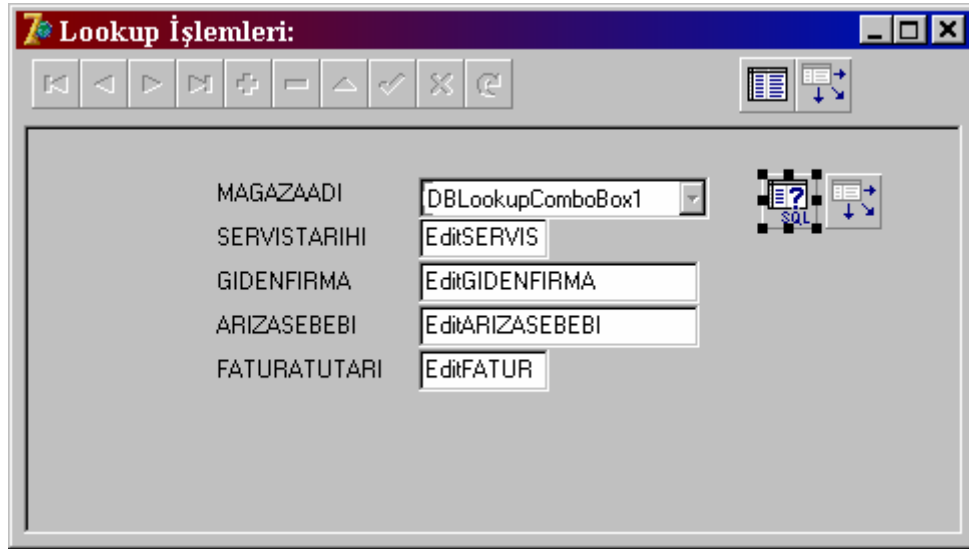 Lookup İşlemleri:
MAGAZAADI DBLookupComboBox1
SQL
SERVISTARIHI EditSERVIS
GIDENFIRMA EditGIDENFIRMA
ARIZASEBEBI EditARIZASEBEBI
FATURATUTARI EditFATUR